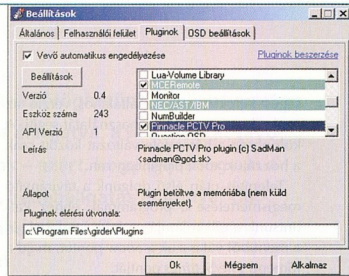 Beállítások
Általános
Felhasználói felület
Pluginok
OSD beállítások
Vevő automatikus engedélyezése
Pluginok beszerzése
Beállítások
Verzió 0.4
Eszköz száma 243
API Verzió 1
Lua-Volume Library
MCERemote
Monitor
NEC/AST/IBM
NumBuilder
Pinnacle PCTV Pro
Question OSD
Leírás
Pinnacle PCTV Pro plugin (c) SadMan
<sadman@god.sk>
Állapot
Plugin betöltve a memóriába (nem küld
eseményeket).
Pluginek elérési útvonala:
c:\Program Files\girder\Plugins
Ok
Mégsem
Alkalmaz